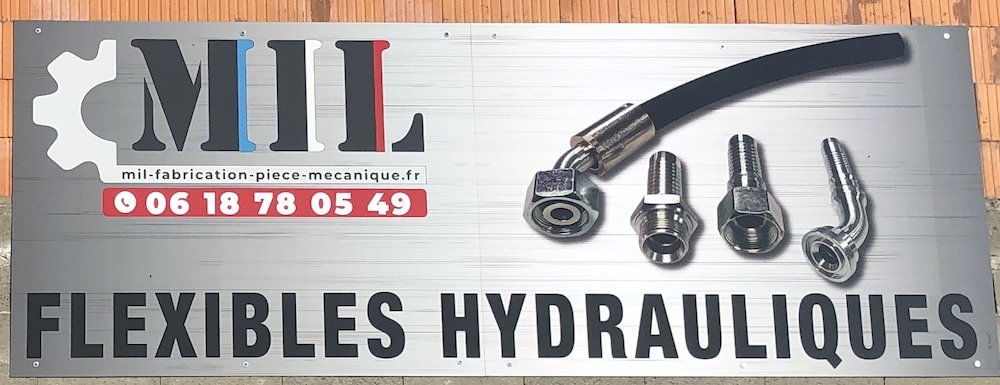 MIL
mil-fabrication-piece-mecanique.fr
06 18 78 05 49
FLEXIBLES HYDRAULIQUES